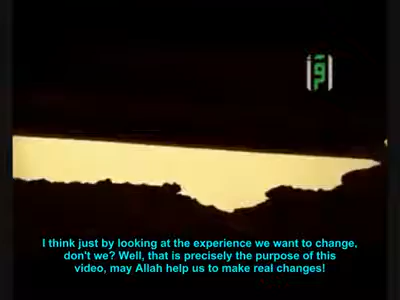 اقرأ
I think just by looking at the experience we want to change,
don't we? Well, that is precisely the purpose of this
video, may Allah help us to make real changes!